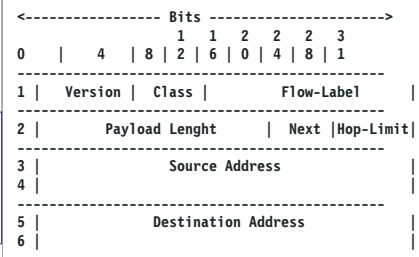 <------------------ Bits ---------------------->
1 1 2 2 2 3
0 | 4 | 8 | 2 | 6 | 0 | 4 | 8 | 1
-----------------------------------------------
1 | Version | Class | Flow-Label |
-----------------------------------------------
2 | Payload Lenght | Next |Hop-Limit|
-----------------------------------------------
3 | Source Address |
4 | |
-----------------------------------------------
5 | Destination Address |
6 | |